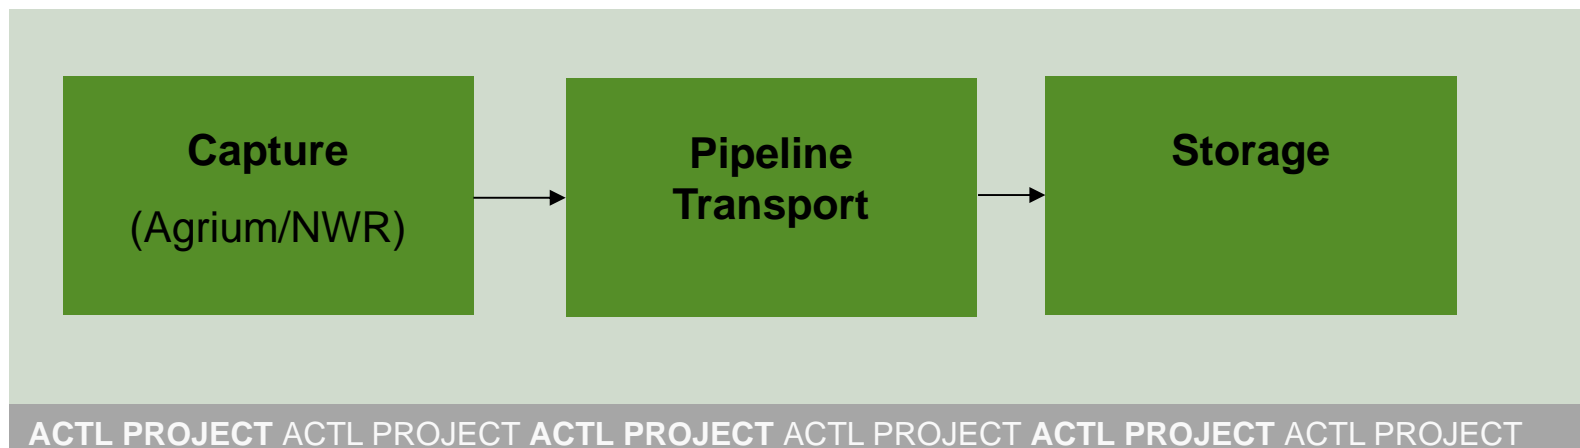 Capture
(Agrium/NWR)
Pipeline
Transport
Storage
ACTL PROJECT ACTL PROJECT ACTL PROJECT ACTL PROJECT ACTL PROJECT ACTL PROJECT